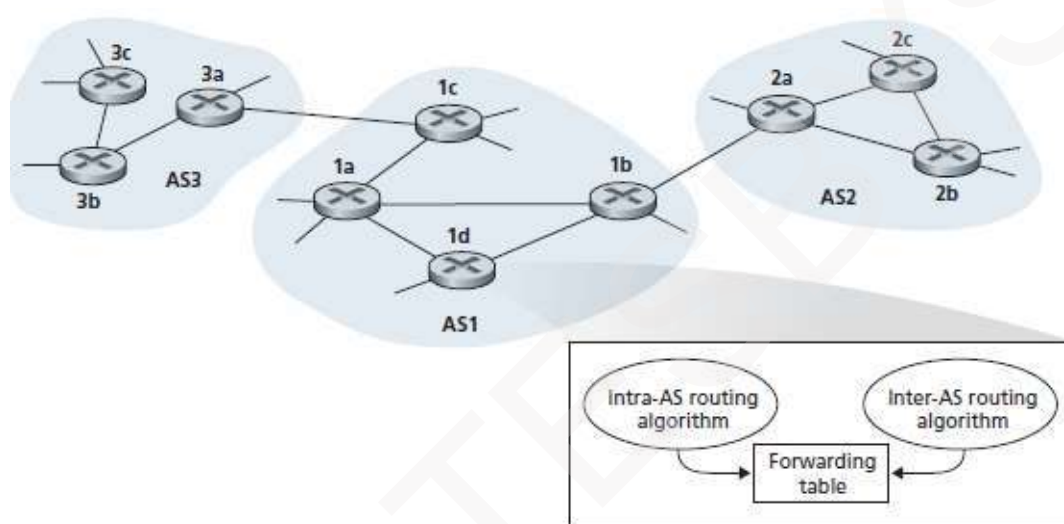 3c
3a
3b
AS3
1c
1a
1b
1d
AS1
2c
2a
2b
AS2
Intra-AS routing
algorithm
Inter-AS routing
algorithm
Forwarding
table